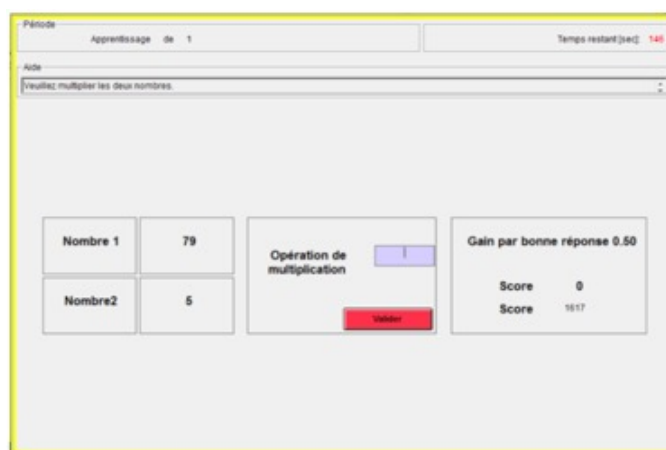 Période
Apprentissage de 1
Temps restant [sec]: 146
Aide
Veuillez multiplier les deux nombres.
Nombre 1
79
Nombre2
5
Opération de
multiplication
Valider
Gain par bonne réponse 0.50
Score 0
Score 1617